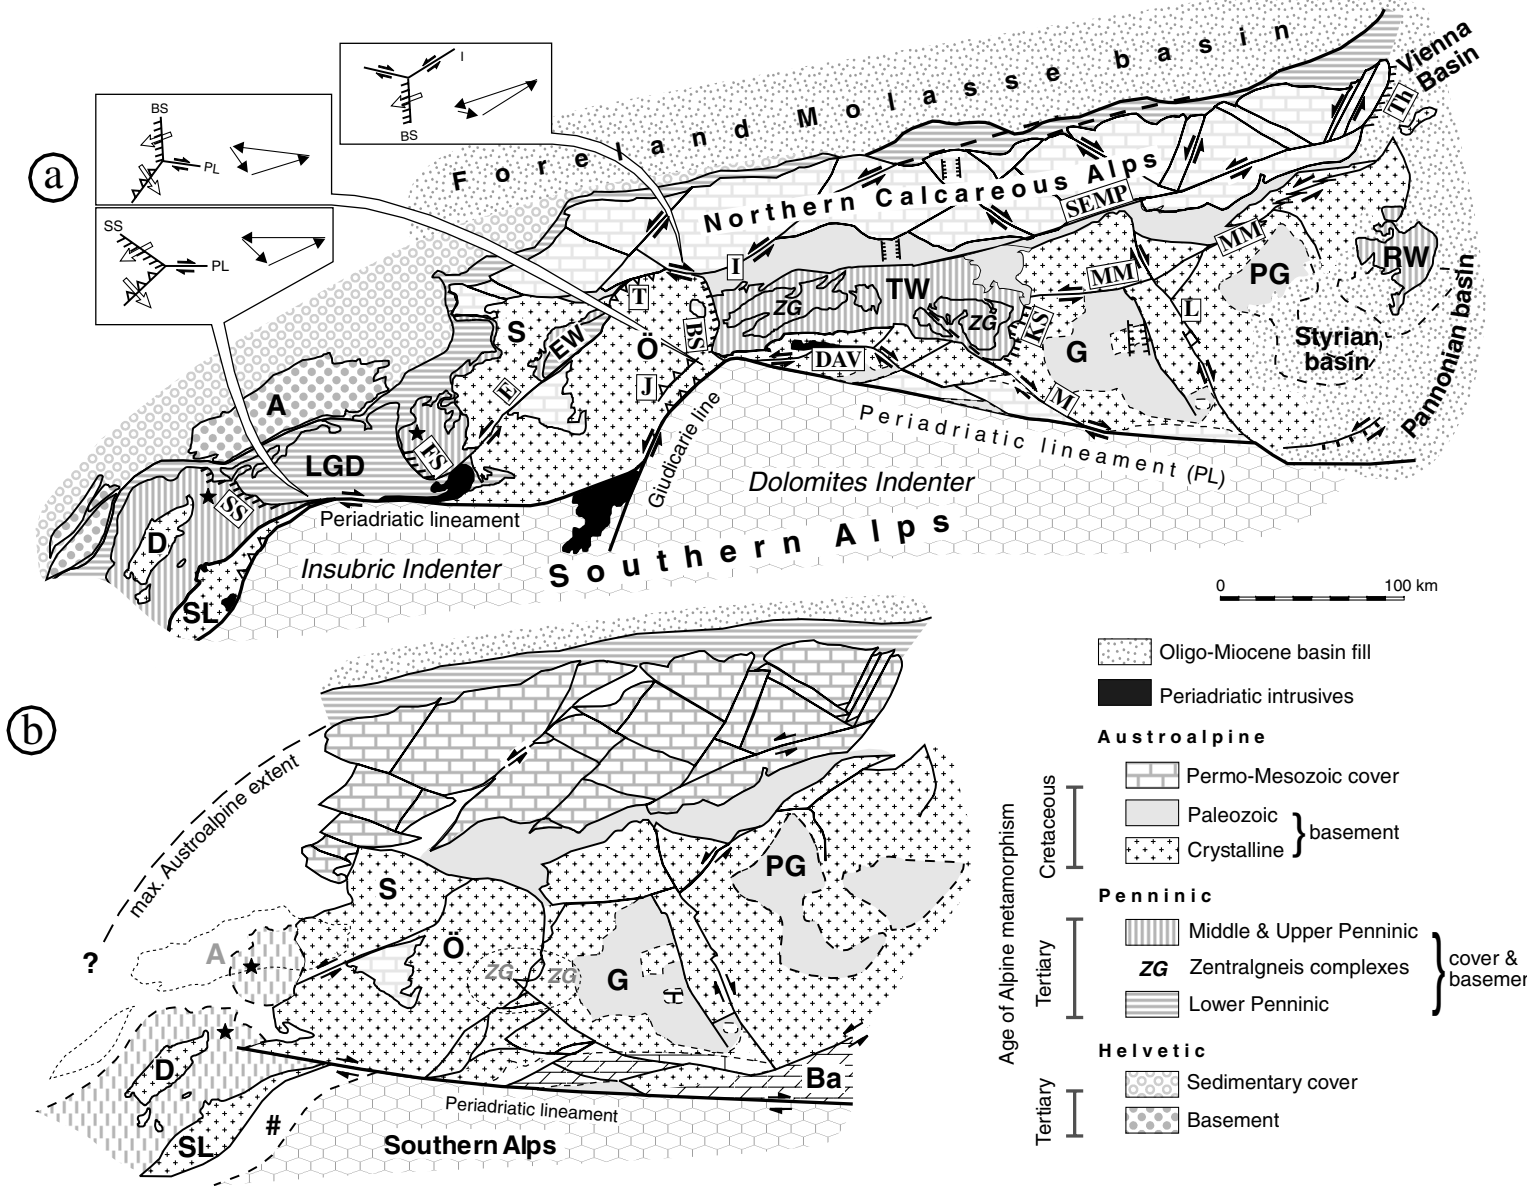 a
BS
PL
SS
PL
I
BS
Foreland Molasse basin
Vienna
Basin
Th
Northern Calcareous Alps
SEMP
MM
MM
I
T
TW
ZG
ZG
PG
RW
S
EW
Ö
BS
DAV
KS
G
L
Styrian
basin
Pannonian basin
E
J
M
A
LGD
FS
SS
D
SL
Periadriatic lineament
Giudicarie line
Periadriatic lineament (PL)
Dolomites Indenter
Insubric Indenter
Southern Alps
0
100 km
b
max. Austroalpine extent
?
A
S
Ö
ZG
ZG
G
PG
D
SL
#
Ba
Periadriatic lineament
Southern Alps
Oligo-Miocene basin fill
Periadriatic intrusives
Austroalpine
Permo-Mesozoic cover
Paleozoic
Crystalline
basement
Penninic
Middle & Upper Penninic
ZG
Zentralgneis complexes
Lower Penninic
cover &
basement
Helvetic
Sedimentary cover
Basement
Age of Alpine metamorphism
Cretaceous
Tertiary
Tertiary